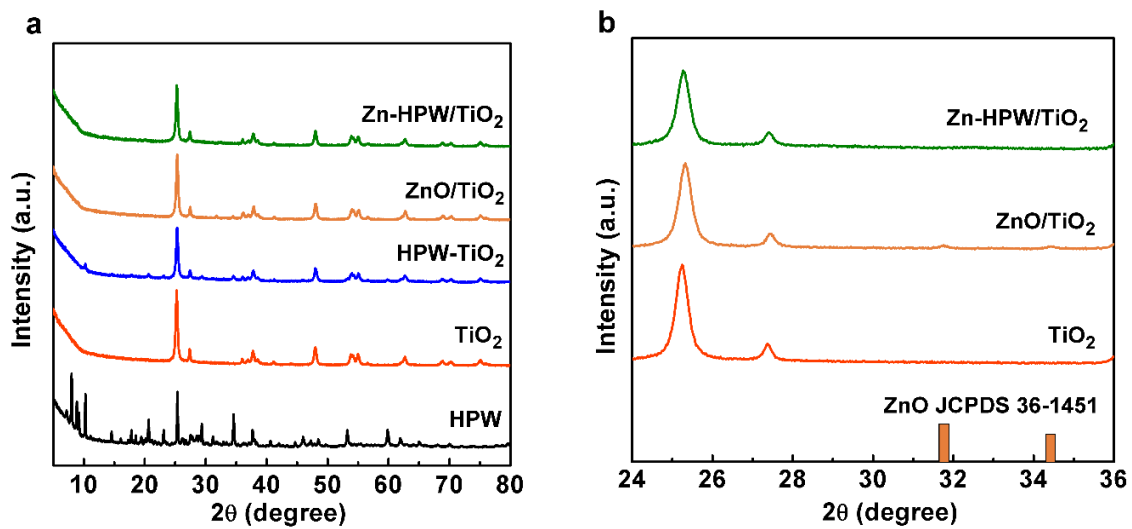 a
Zn-HPW/TiO₂
ZnO/TiO₂
HPW-TiO₂
TiO₂
HPW
Intensity (a.u.)
10 20 30 40 50 60 70 80
2θ (degree)
b
Zn-HPW/TiO₂
ZnO/TiO₂
TiO₂
ZnO JCPDS 36-1451
Intensity (a.u.)
24 26 28 30 32 34 36
2θ (degree)